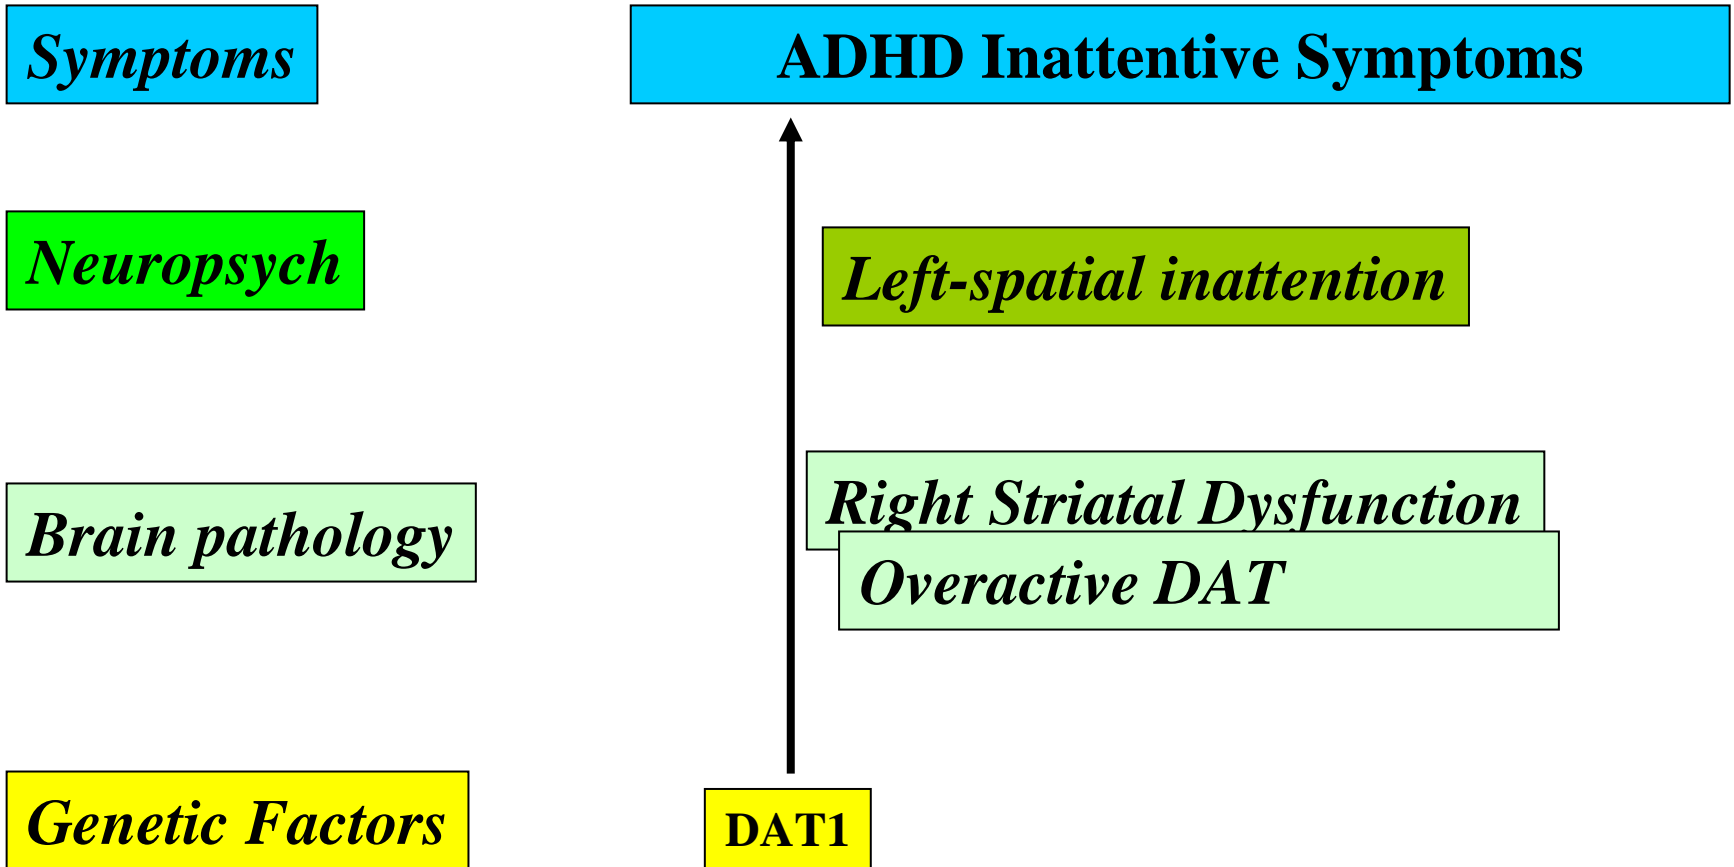 Symptoms
ADHD Inattentive Symptoms
Neuropsych
Left-spatial inattention
Brain pathology
Right Striatal Dysfunction
Overactive DAT
Genetic Factors
DAT1